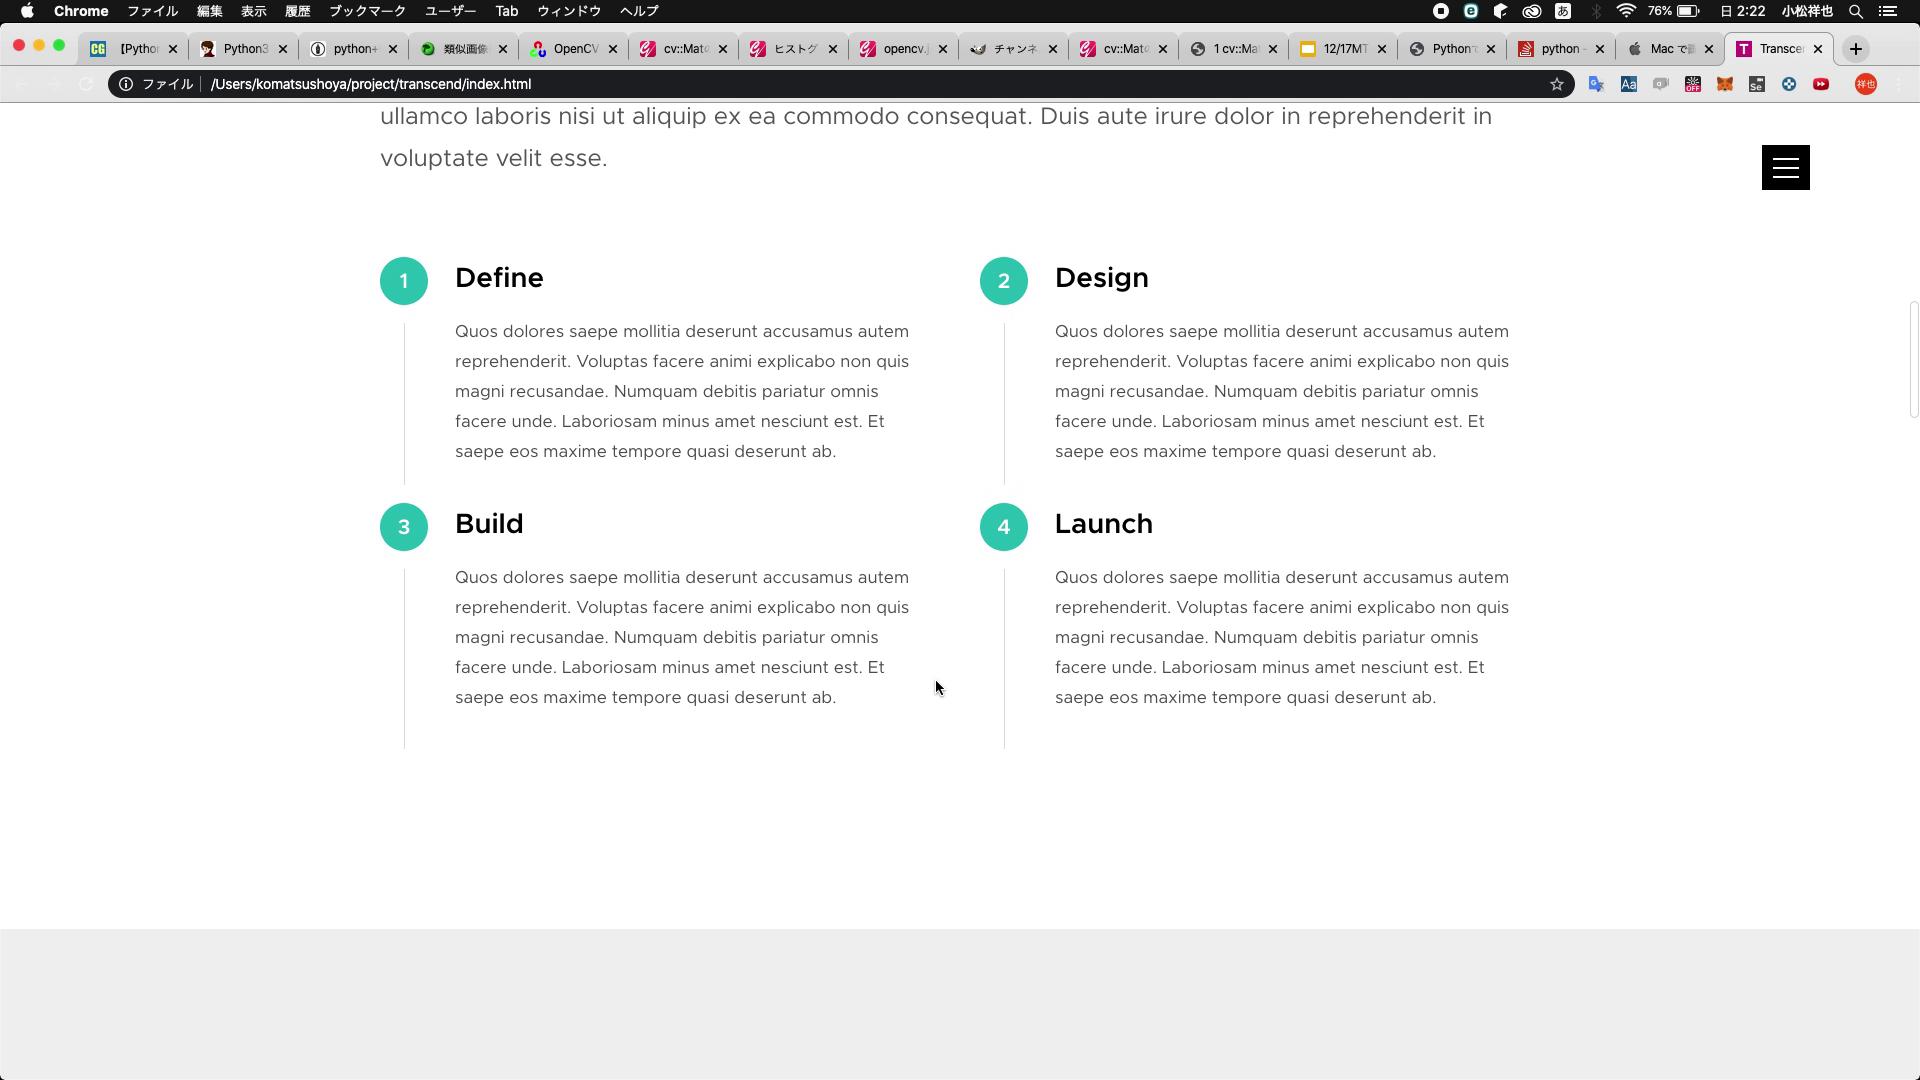 Chrome ファイル 編集 表示 履歴 ブックマーク ユーザー Tab ウィンドウ ヘルプ 76% 日 2:22 小松祥也
【Pytho Python3 python+ 類似画像 OpenCV cv::Mat ヒストグ opencv. チャンネ cv::Mat 1 cv::Ma 12/17MT Python python - Mac で Transce
ファイル /Users/komatsushoya/project/transcend/index.html 祥也
ullamco laboris nisi ut aliquip ex ea commodo consequat. Duis aute irure dolor in reprehenderit in
voluptate velit esse.
1 Define
Quos dolores saepe mollitia deserunt accusamus autem
reprehenderit. Voluptas facere animi explicabo non quis
magni recusandae. Numquam debitis pariatur omnis
facere unde. Laboriosam minus amet nesciunt est. Et
saepe eos maxime tempore quasi deserunt ab.
2 Design
Quos dolores saepe mollitia deserunt accusamus autem
reprehenderit. Voluptas facere animi explicabo non quis
magni recusandae. Numquam debitis pariatur omnis
facere unde. Laboriosam minus amet nesciunt est. Et
saepe eos maxime tempore quasi deserunt ab.
3 Build
Quos dolores saepe mollitia deserunt accusamus autem
reprehenderit. Voluptas facere animi explicabo non quis
magni recusandae. Numquam debitis pariatur omnis
facere unde. Laboriosam minus amet nesciunt est. Et
saepe eos maxime tempore quasi deserunt ab.
4 Launch
Quos dolores saepe mollitia deserunt accusamus autem
reprehenderit. Voluptas facere animi explicabo non quis
magni recusandae. Numquam debitis pariatur omnis
facere unde. Laboriosam minus amet nesciunt est. Et
saepe eos maxime tempore quasi deserunt ab.